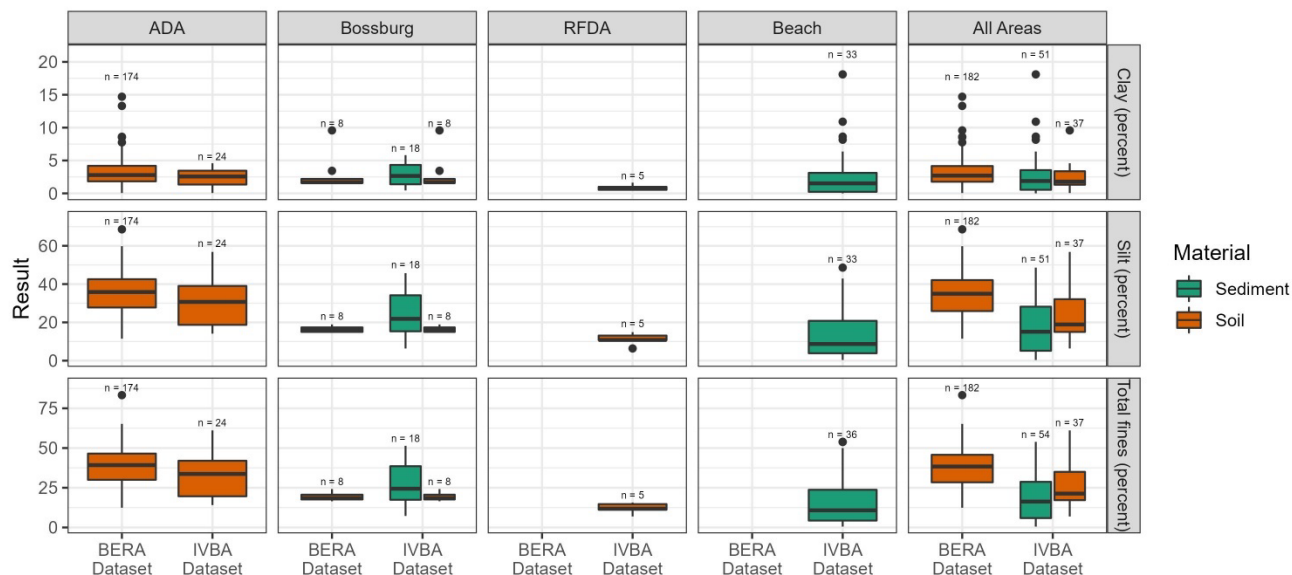 ADA
Bossburg
RFDA
Beach
All Areas
Result
Clay (percent)
20
15
10
5
0
n = 174
n = 24
n = 8
n = 18
n = 8
n = 5
n = 33
n = 182
n = 51
n = 37
Silt (percent)
60
40
20
0
n = 174
n = 24
n = 8
n = 18
n = 8
n = 5
n = 33
n = 182
n = 51
n = 37
Total fines (percent)
75
50
25
0
n = 174
n = 24
n = 8
n = 18
n = 8
n = 5
n = 36
n = 182
n = 54
n = 37
BERA
Dataset
IVBA
Dataset
BERA
Dataset
IVBA
Dataset
BERA
Dataset
IVBA
Dataset
BERA
Dataset
IVBA
Dataset
BERA
Dataset
IVBA
Dataset
Material
Sediment
Soil